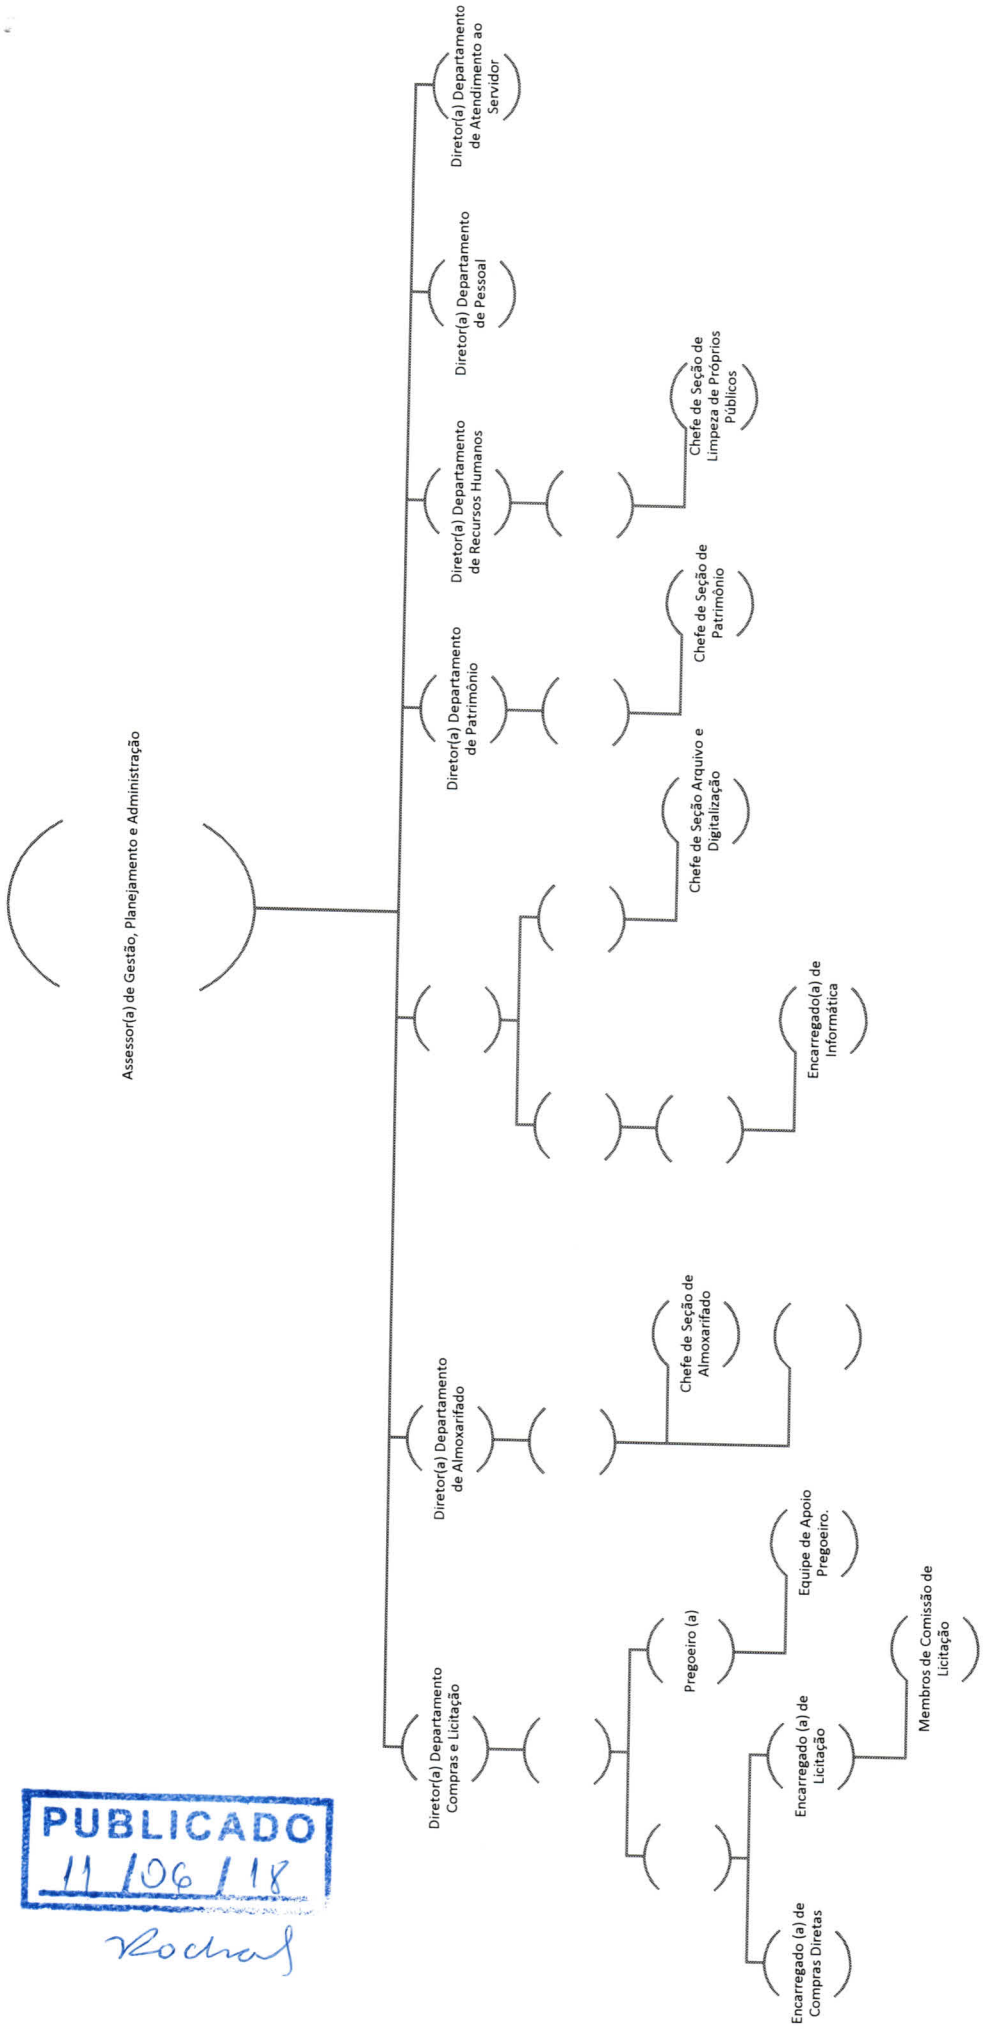 Assessor(a) de Gestão, Planejamento e Administração
Diretor(a) Departamento
Compras e Licitação
Diretor(a) Departamento
de Almoxarifado
Diretor(a) Departamento
de Patrimônio
Diretor(a) Departamento
de Recursos Humanos
Diretor(a) Departamento
de Pessoal
Diretor(a) Departamento
de Atendimento ao
Servidor
Pregoeiro (a)
Chefe de Seção de
Almoxarifado
Chefe de Seção Arquivo e
Digitalização
Chefe de Seção de
Patrimônio
Chefe de Seção de
Limpeza de Próprios
Públicos
Encarregado (a) de
Compras Diretas
Encarregado (a) de
Licitação
Equipe de Apoio
Pregoeiro.
Encarregado(a) de
Informática
Membros de Comissão de
Licitação
PUBLICADO
11/06/18